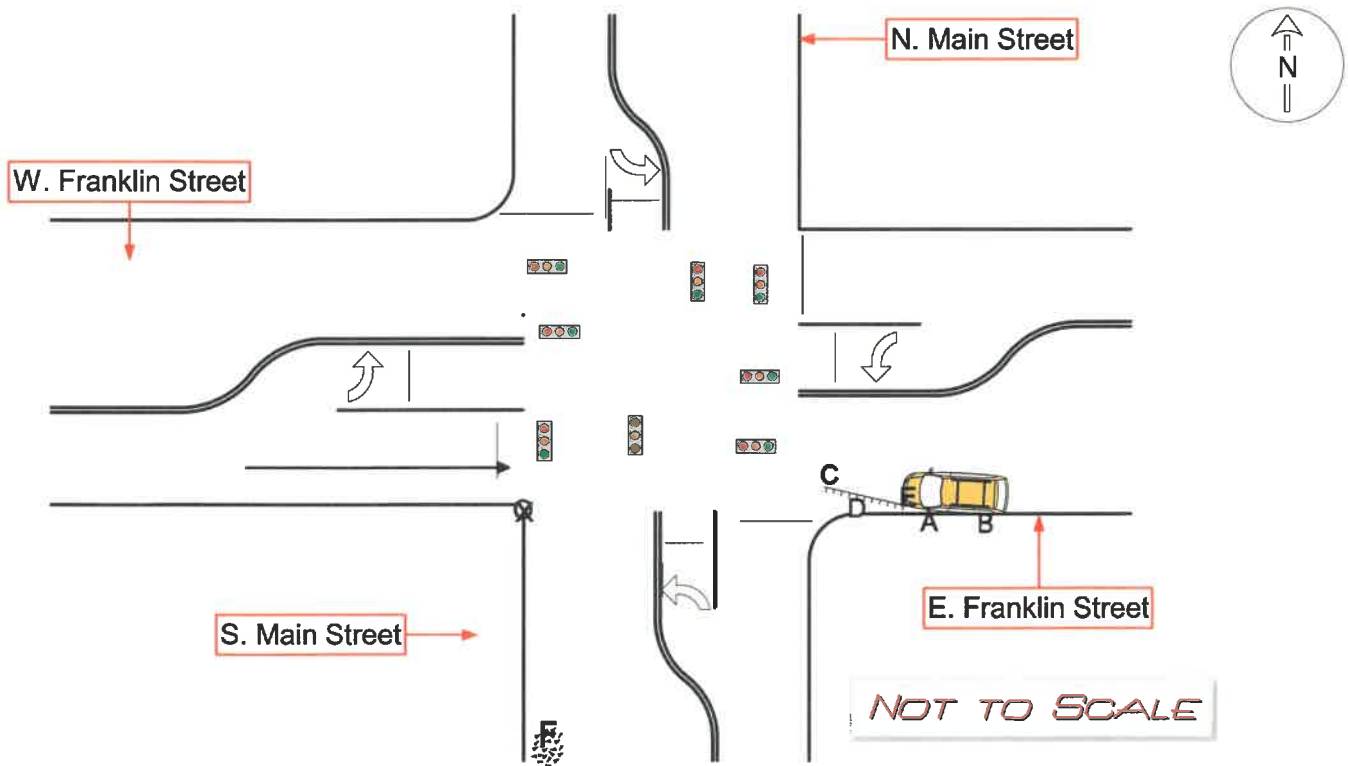 N. Main Street
N
W. Franklin Street
C
E
D
A
B
E. Franklin Street
S. Main Street
NOT TO SCALE
F